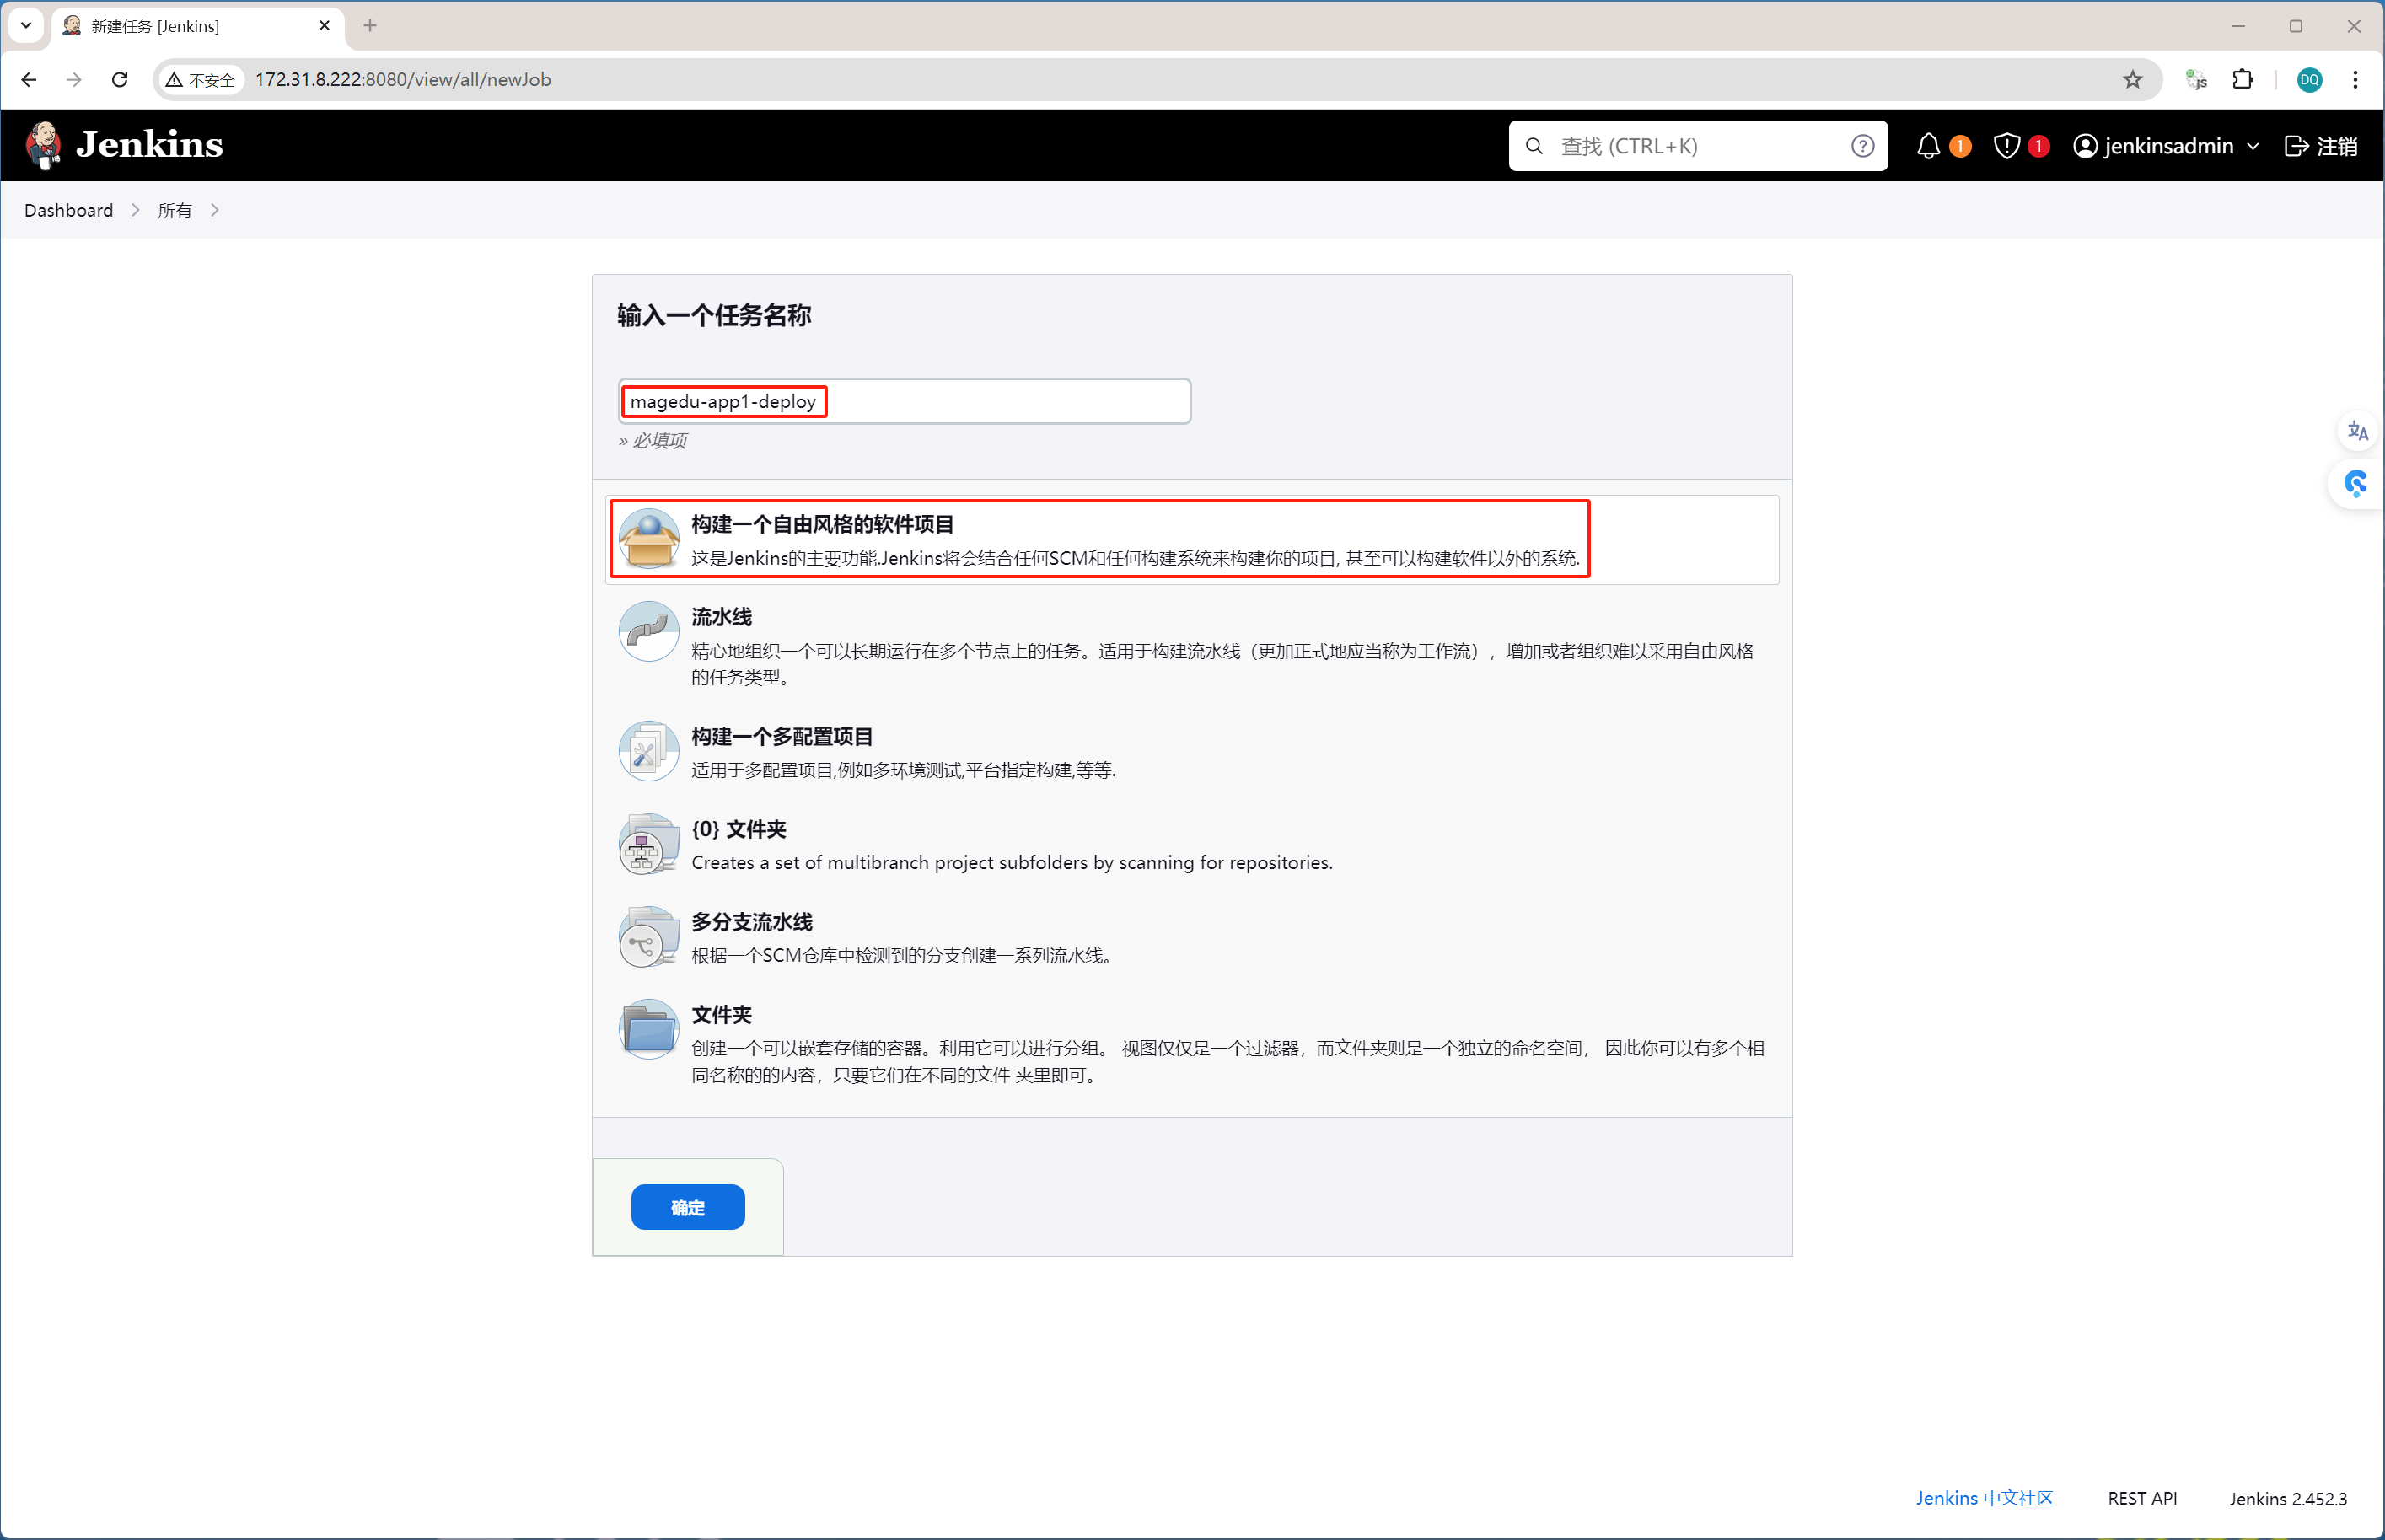 新建任务 [Jenkins]
不安全 172.31.8.222:8080/view/all/newJob
JS
DQ
Jenkins
查找 (CTRL+K)
1
1
jenkinsadmin
注销
Dashboard
所有
输入一个任务名称
magedu-app1-deploy
» 必填项
构建一个自由风格的软件项目
这是Jenkins的主要功能.Jenkins将会结合任何SCM和任何构建系统来构建你的项目, 甚至可以构建软件以外的系统.
流水线
精心地组织一个可以长期运行在多个节点上的任务。适用于构建流水线（更加正式地应当称为工作流），增加或者组织难以采用自由风格
的任务类型。
构建一个多配置项目
适用于多配置项目,例如多环境测试,平台指定构建,等等.
{0} 文件夹
Creates a set of multibranch project subfolders by scanning for repositories.
多分支流水线
根据一个SCM仓库中检测到的分支创建一系列流水线。
文件夹
创建一个可以嵌套存储的容器。利用它可以进行分组。 视图仅仅是一个过滤器，而文件夹则是一个独立的命名空间， 因此你可以有多个相
同名称的的内容，只要它们在不同的文件 夹里即可。
确定
Jenkins 中文社区
REST API
Jenkins 2.452.3